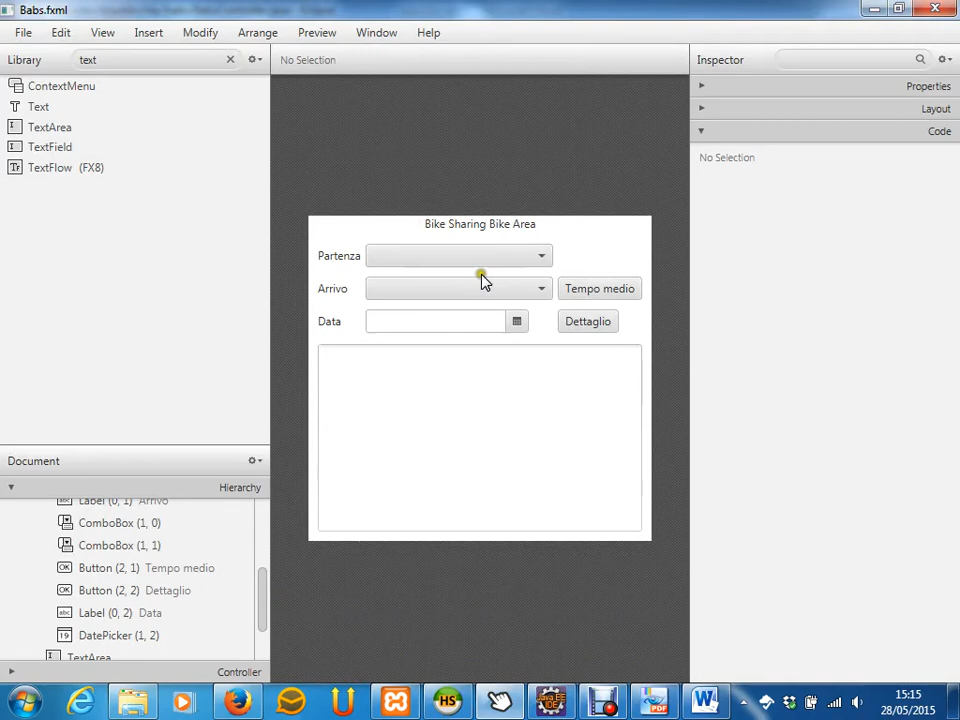 Babs.fxml
File Edit View Insert Modify Arrange Preview Window Help
Library text No Selection Inspector
ContextMenu
Text
TextArea
TextField
TextFlow (FX8)
Properties
Layout
Code
No Selection
Bike Sharing Bike Area
Partenza
Arrivo Tempo medio
Data Dettaglio
Document
Hierarchy
Label (0, 1) Arrivo
ComboBox (1, 0)
ComboBox (1, 1)
Button (2, 1) Tempo medio
Button (2, 2) Dettaglio
Label (0, 2) Data
DatePicker (1, 2)
TextArea
Controller
15:15
28/05/2015